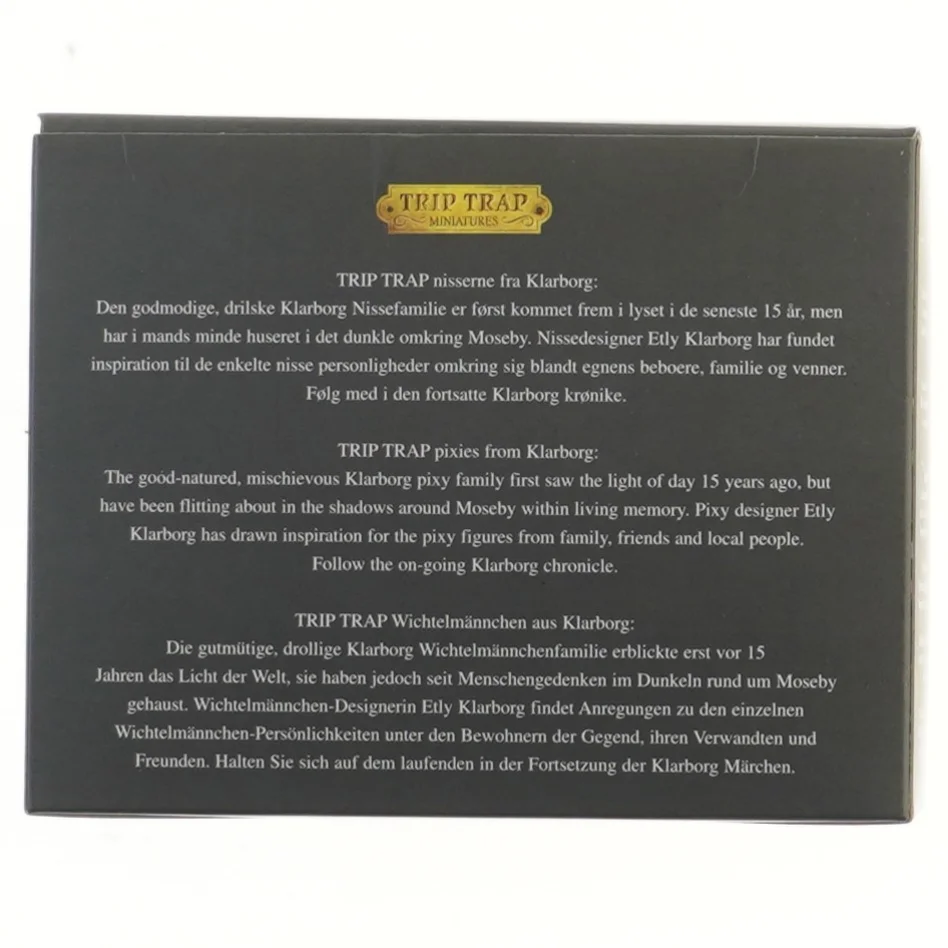 TRIP TRAP
MINIATURES
TRIP TRAP nisserne fra Klarborg:
Den godmodige, drilske Klarborg Nissefamilie er først kommet frem i lyset i de seneste 15 år, men
har i mands minde huseret i det dunkle omkring Moseby. Nissedesigner Etly Klarborg har fundet
inspiration til de enkelte nisse personligheder omkring sig blandt egnens beboere, familie og venner.
Følg med i den fortsatte Klarborg krønike.
TRIP TRAP pixies from Klarborg:
The good-natured, mischievous Klarborg pixy family first saw the light of day 15 years ago, but
have been flitting about in the shadows around Moseby within living memory. Pixy designer Etly
Klarborg has drawn inspiration for the pixy figures from family, friends and local people.
Follow the on-going Klarborg chronicle.
TRIP TRAP Wichtelmännchen aus Klarborg:
Die gutmütige, drollige Klarborg Wichtelmännchenfamilie erblickte erst vor 15
Jahren das Licht der Welt, sie haben jedoch seit Menschengedenken im Dunkeln rund um Moseby
gehaust. Wichtelmännchen-Designerin Etly Klarborg findet Anregungen zu den einzelnen
Wichtelmännchen-Persönlichkeiten unter den Bewohnern der Gegend, ihren Verwandten und
Freunden. Halten Sie sich auf dem laufenden in der Fortsetzung der Klarborg Märchen.